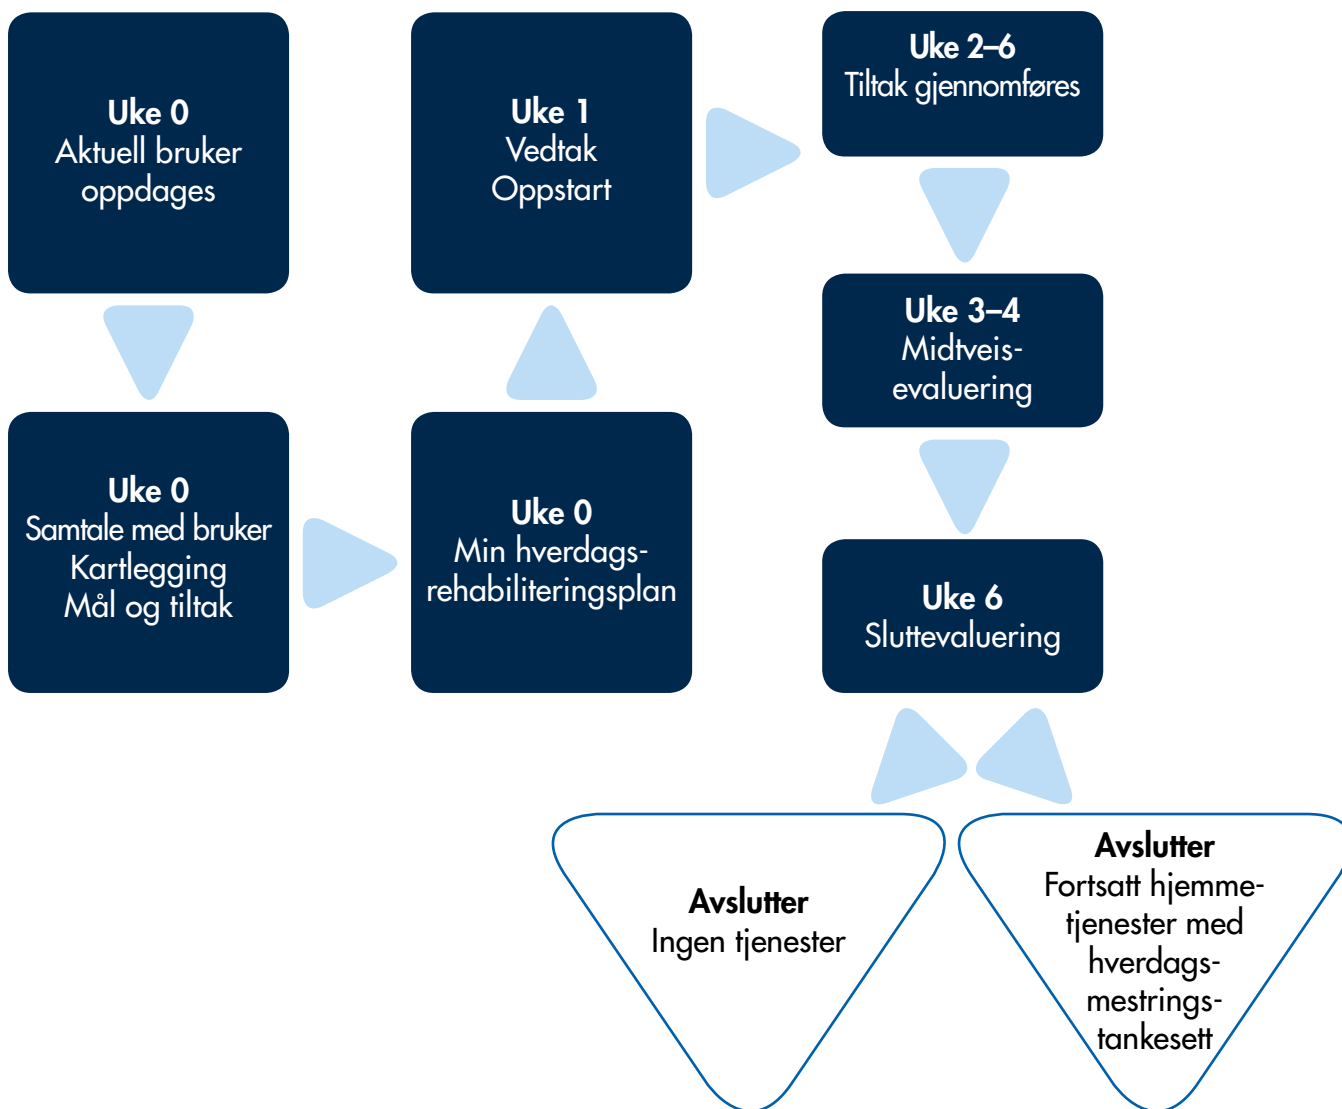 Uke 0
Aktuell bruker
oppdages
Uke 0
Samtale med bruker
Kartlegging
Mål og tiltak
Uke 0
Min hverdags-
rehabiliteringsplan
Uke 1
Vedtak
Oppstart
Uke 2–6
Tiltak gjennomføres
Uke 3–4
Midtveis-
evaluering
Uke 6
Sluttevaluering
Avslutter
Ingen tjenester
Avslutter
Fortsatt hjemme-
tjenester med
hverdags-
mestrings-
tankesett